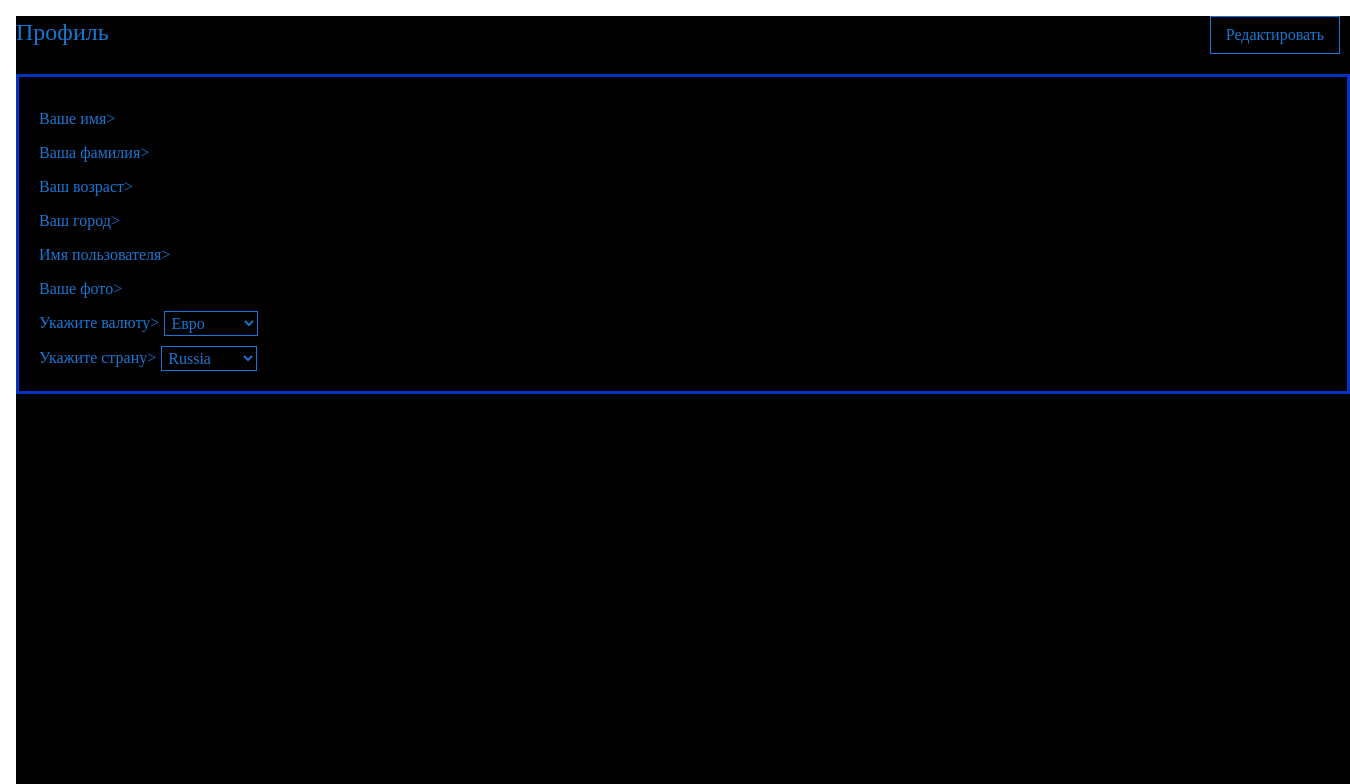 Профиль
Редактировать
Ваше имя>
Ваша фамилия>
Ваш возраст>
Ваш город>
Имя пользователя>
Ваше фото>
Укажите валюту> Евро
Укажите страну> Russia